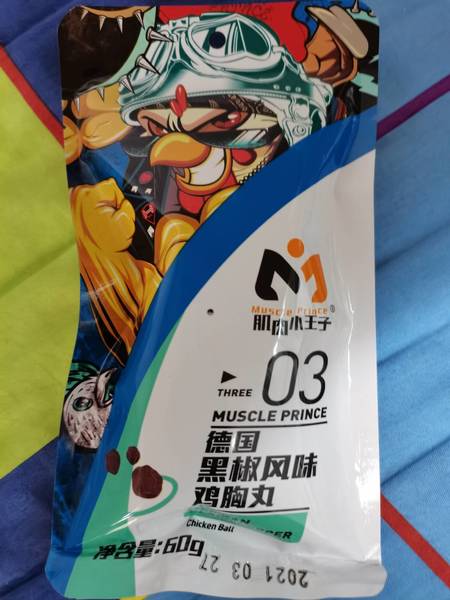 Muscle Prince®
肌肉小王子
THREE 03
MUSCLE PRINCE
德国
黑椒风味
鸡胸丸
Chicken Ball
净含量:60g
2021 03 27